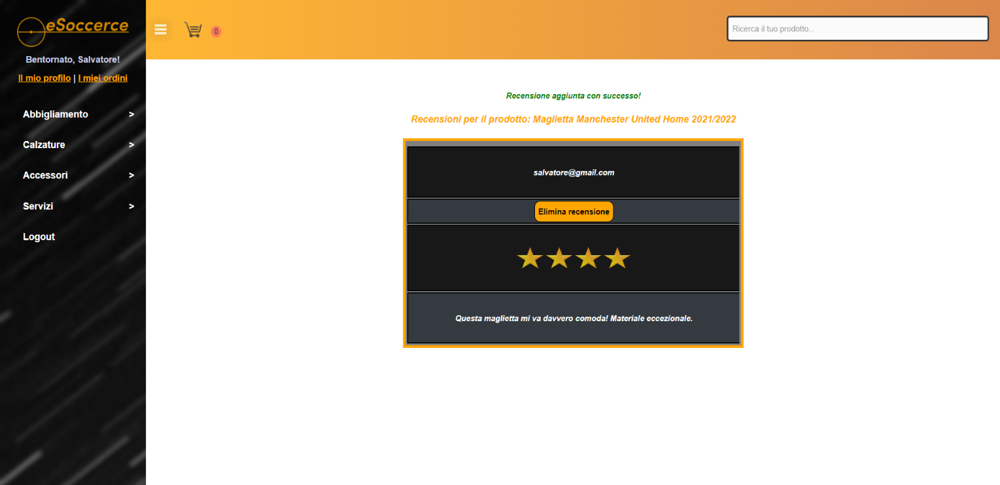 eSoccerce
Bentornato, Salvatore!
Il mio profilo | I miei ordini
Abbigliamento >
Calzature >
Accessori >
Servizi >
Logout
0
Ricerca il tuo prodotto...
Recensione aggiunta con successo!
Recensioni per il prodotto: Maglietta Manchester United Home 2021/2022
salvatore@gmail.com
Elimina recensione
Questa maglietta mi va davvero comoda! Materiale eccezionale.